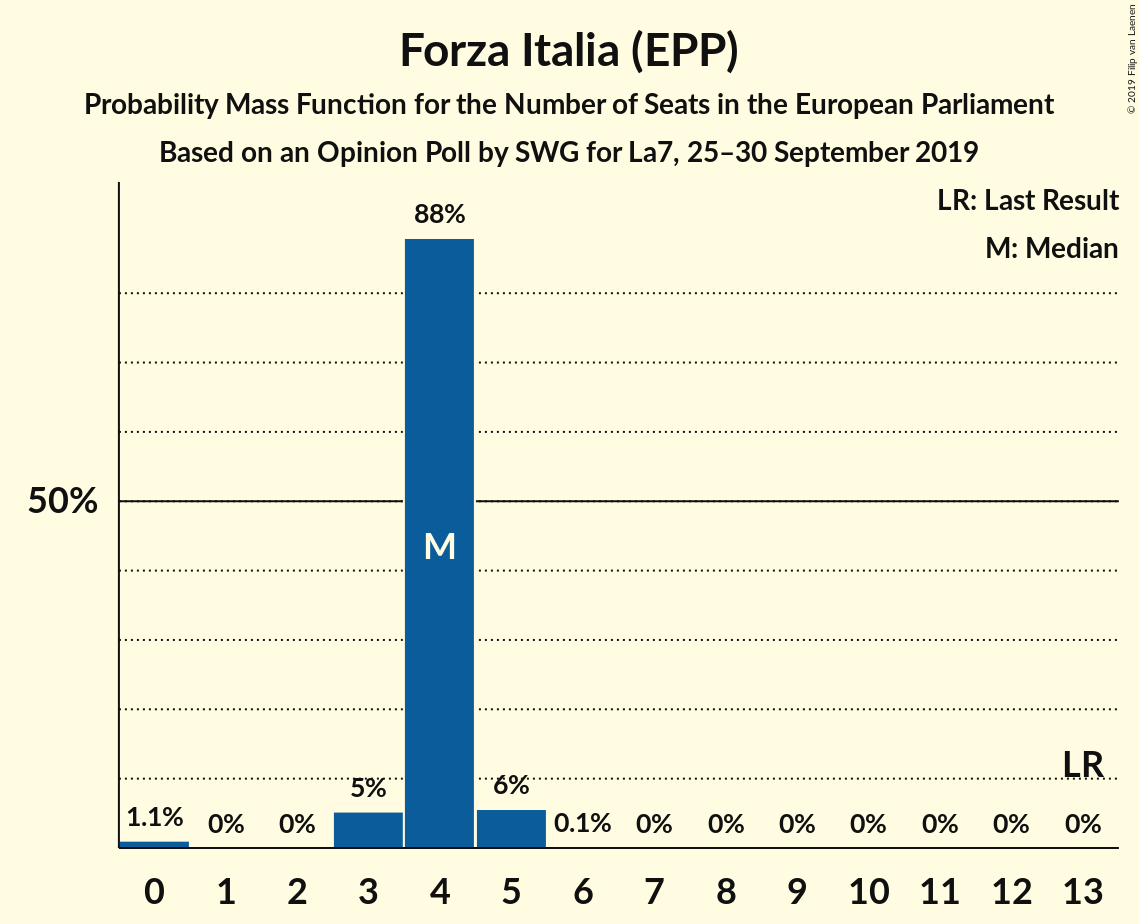 Forza Italia (EPP)
Probability Mass Function for the Number of Seats in the European Parliament
Based on an Opinion Poll by SWG for La7, 25–30 September 2019
© 2019 Filip van Laenen
LR: Last Result
M: Median
88%
50%
M
LR
1.1% 0% 0% 5% 6% 0.1% 0% 0% 0% 0% 0% 0% 0%
0 1 2 3 4 5 6 7 8 9 10 11 12 13